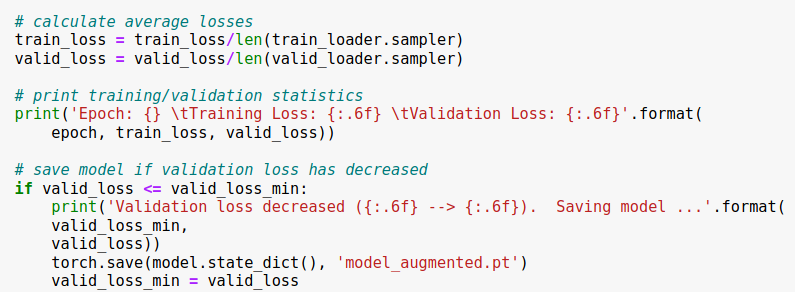 # calculate average losses
train_loss = train_loss/len(train_loader.sampler)
valid_loss = valid_loss/len(valid_loader.sampler)

# print training/validation statistics
print('Epoch: {} \tTraining Loss: {:.6f} \tValidation Loss: {:.6f}'.format(
    epoch, train_loss, valid_loss))

# save model if validation loss has decreased
if valid_loss <= valid_loss_min:
    print('Validation loss decreased ({:.6f} --> {:.6f}).  Saving model ...'.format(
    valid_loss_min,
    valid_loss))
    torch.save(model.state_dict(), 'model_augmented.pt')
    valid_loss_min = valid_loss